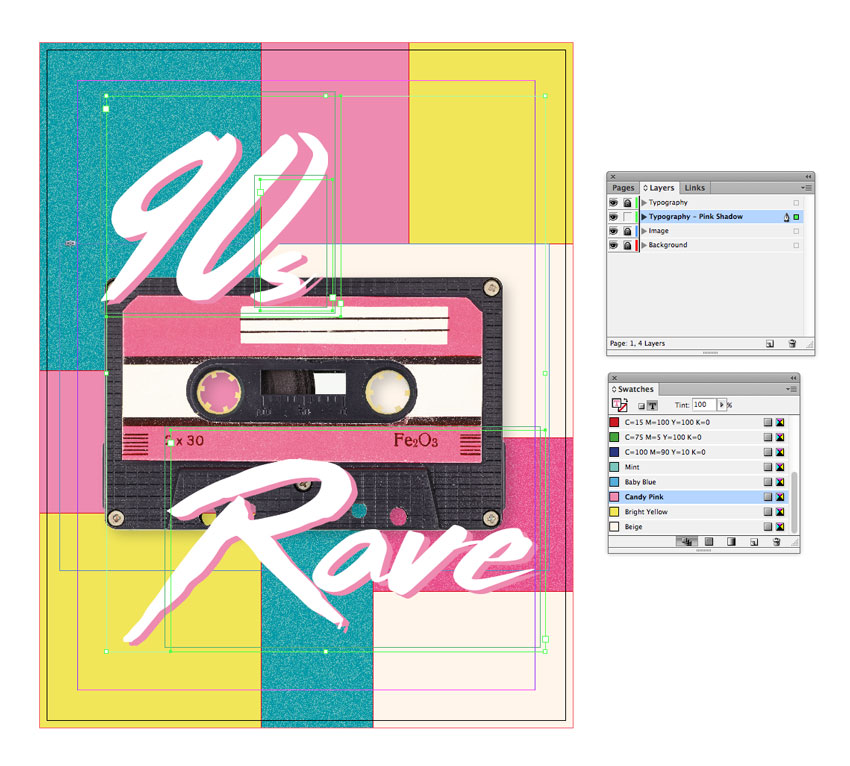 90s
2 x 30
Fe2O3
Rave
Pages
Layers
Links
Typography
Typography - Pink Shadow
Image
Background
Page: 1, 4 Layers
Swatches
Tint: 100 %
C=15 M=100 Y=100 K=0
C=75 M=5 Y=100 K=0
C=100 M=90 Y=10 K=0
Mint
Baby Blue
Candy Pink
Bright Yellow
Beige